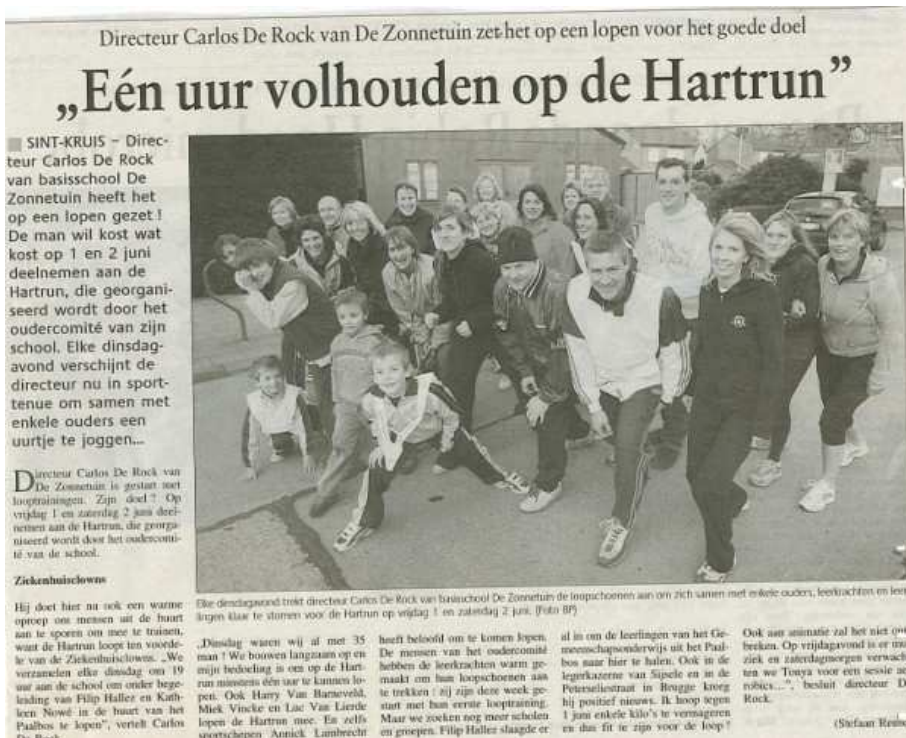 Directeur Carlos De Rock van De Zonnetuin zet het op een lopen voor het goede doel
„Eén uur volhouden op de Hartrun”
SINT-KRUIS – Direc-
teur Carlos De Rock
van basisschool De
Zonnetuin heeft het
op een lopen gezet !
De man wil kost wat
kost op 1 en 2 juni
deelnemen aan de
Hartrun, die georgani-
seerd wordt door het
oudercomité van zijn
school. Elke dinsdag-
avond verschijnt de
directeur nu in sport-
tenue om samen met
enkele ouders een
uurtje te joggen...
Directeur Carlos De Rock van
De Zonnetuin is gestart met
looptrainingen. Zijn doel ? Op
vrijdag 1 en zaterdag 2 juni deel-
nemen aan de Hartrun, die georga-
niseerd wordt door het oudercomi-
té van de school.
Ziekenhuisclowns
Hij doet hier nu ook een warme
oproep om mensen uit de buurt
aan te sporen om mee te trainen,
want de Hartrun loopt ten voorde-
le van de Ziekenhuisclowns. „We
verzamelen elke dinsdag om 19
uur aan de school om onder bege-
leiding van Filip Hallez en Kath-
leen Nowé in de buurt van het
Paalbos te lopen”, vertelt Carlos
De Rock.
Elke dinsdagavond trekt directeur Carlos De Rock van basisschool De Zonnetuin de loopschoenen aan om zich samen met enkele ouders, leerkrachten en leer-
lingen klaar te stomen voor de Hartrun op vrijdag 1 en zaterdag 2 juni. (Foto BP)
„Dinsdag waren wij al met 35
man ! We bouwen langzaam op en
mijn bedoeling is om op de Hart-
run minstens één uur te kunnen lo-
pen. Ook Harry Van Barneveld,
Miek Vincke en Luc Van Lierde
lopen de Hartrun mee. En zelfs
sportschepen Annick Lambrecht
heeft beloofd om te komen lopen.
De mensen van het oudercomité
hebben de leerkrachten warm ge-
maakt om hun loopschoenen aan
te trekken : zij zijn deze week ge-
start met hun eerste looptraining.
Maar we zoeken nog meer scholen
en groepen. Filip Hallez slaagde er
al in om de leerlingen van het Ge-
meenschapsonderwijs uit het Paal-
bos naar hier te halen. Ook in de
legerkazerne van Sijsele en in de
Peterseliestraat in Brugge kreeg
hij positief nieuws. Ik hoop tegen
1 juni enkele kilo's te vermageren
en dus fit te zijn voor de loop !
Ook aan animatie zal het niet ont-
breken. Op vrijdagavond is er mu-
ziek en zaterdagmorgen verwach-
ten we Tonya voor een sessie ae-
robics...”, besluit directeur De
Rock.
(Stefaan